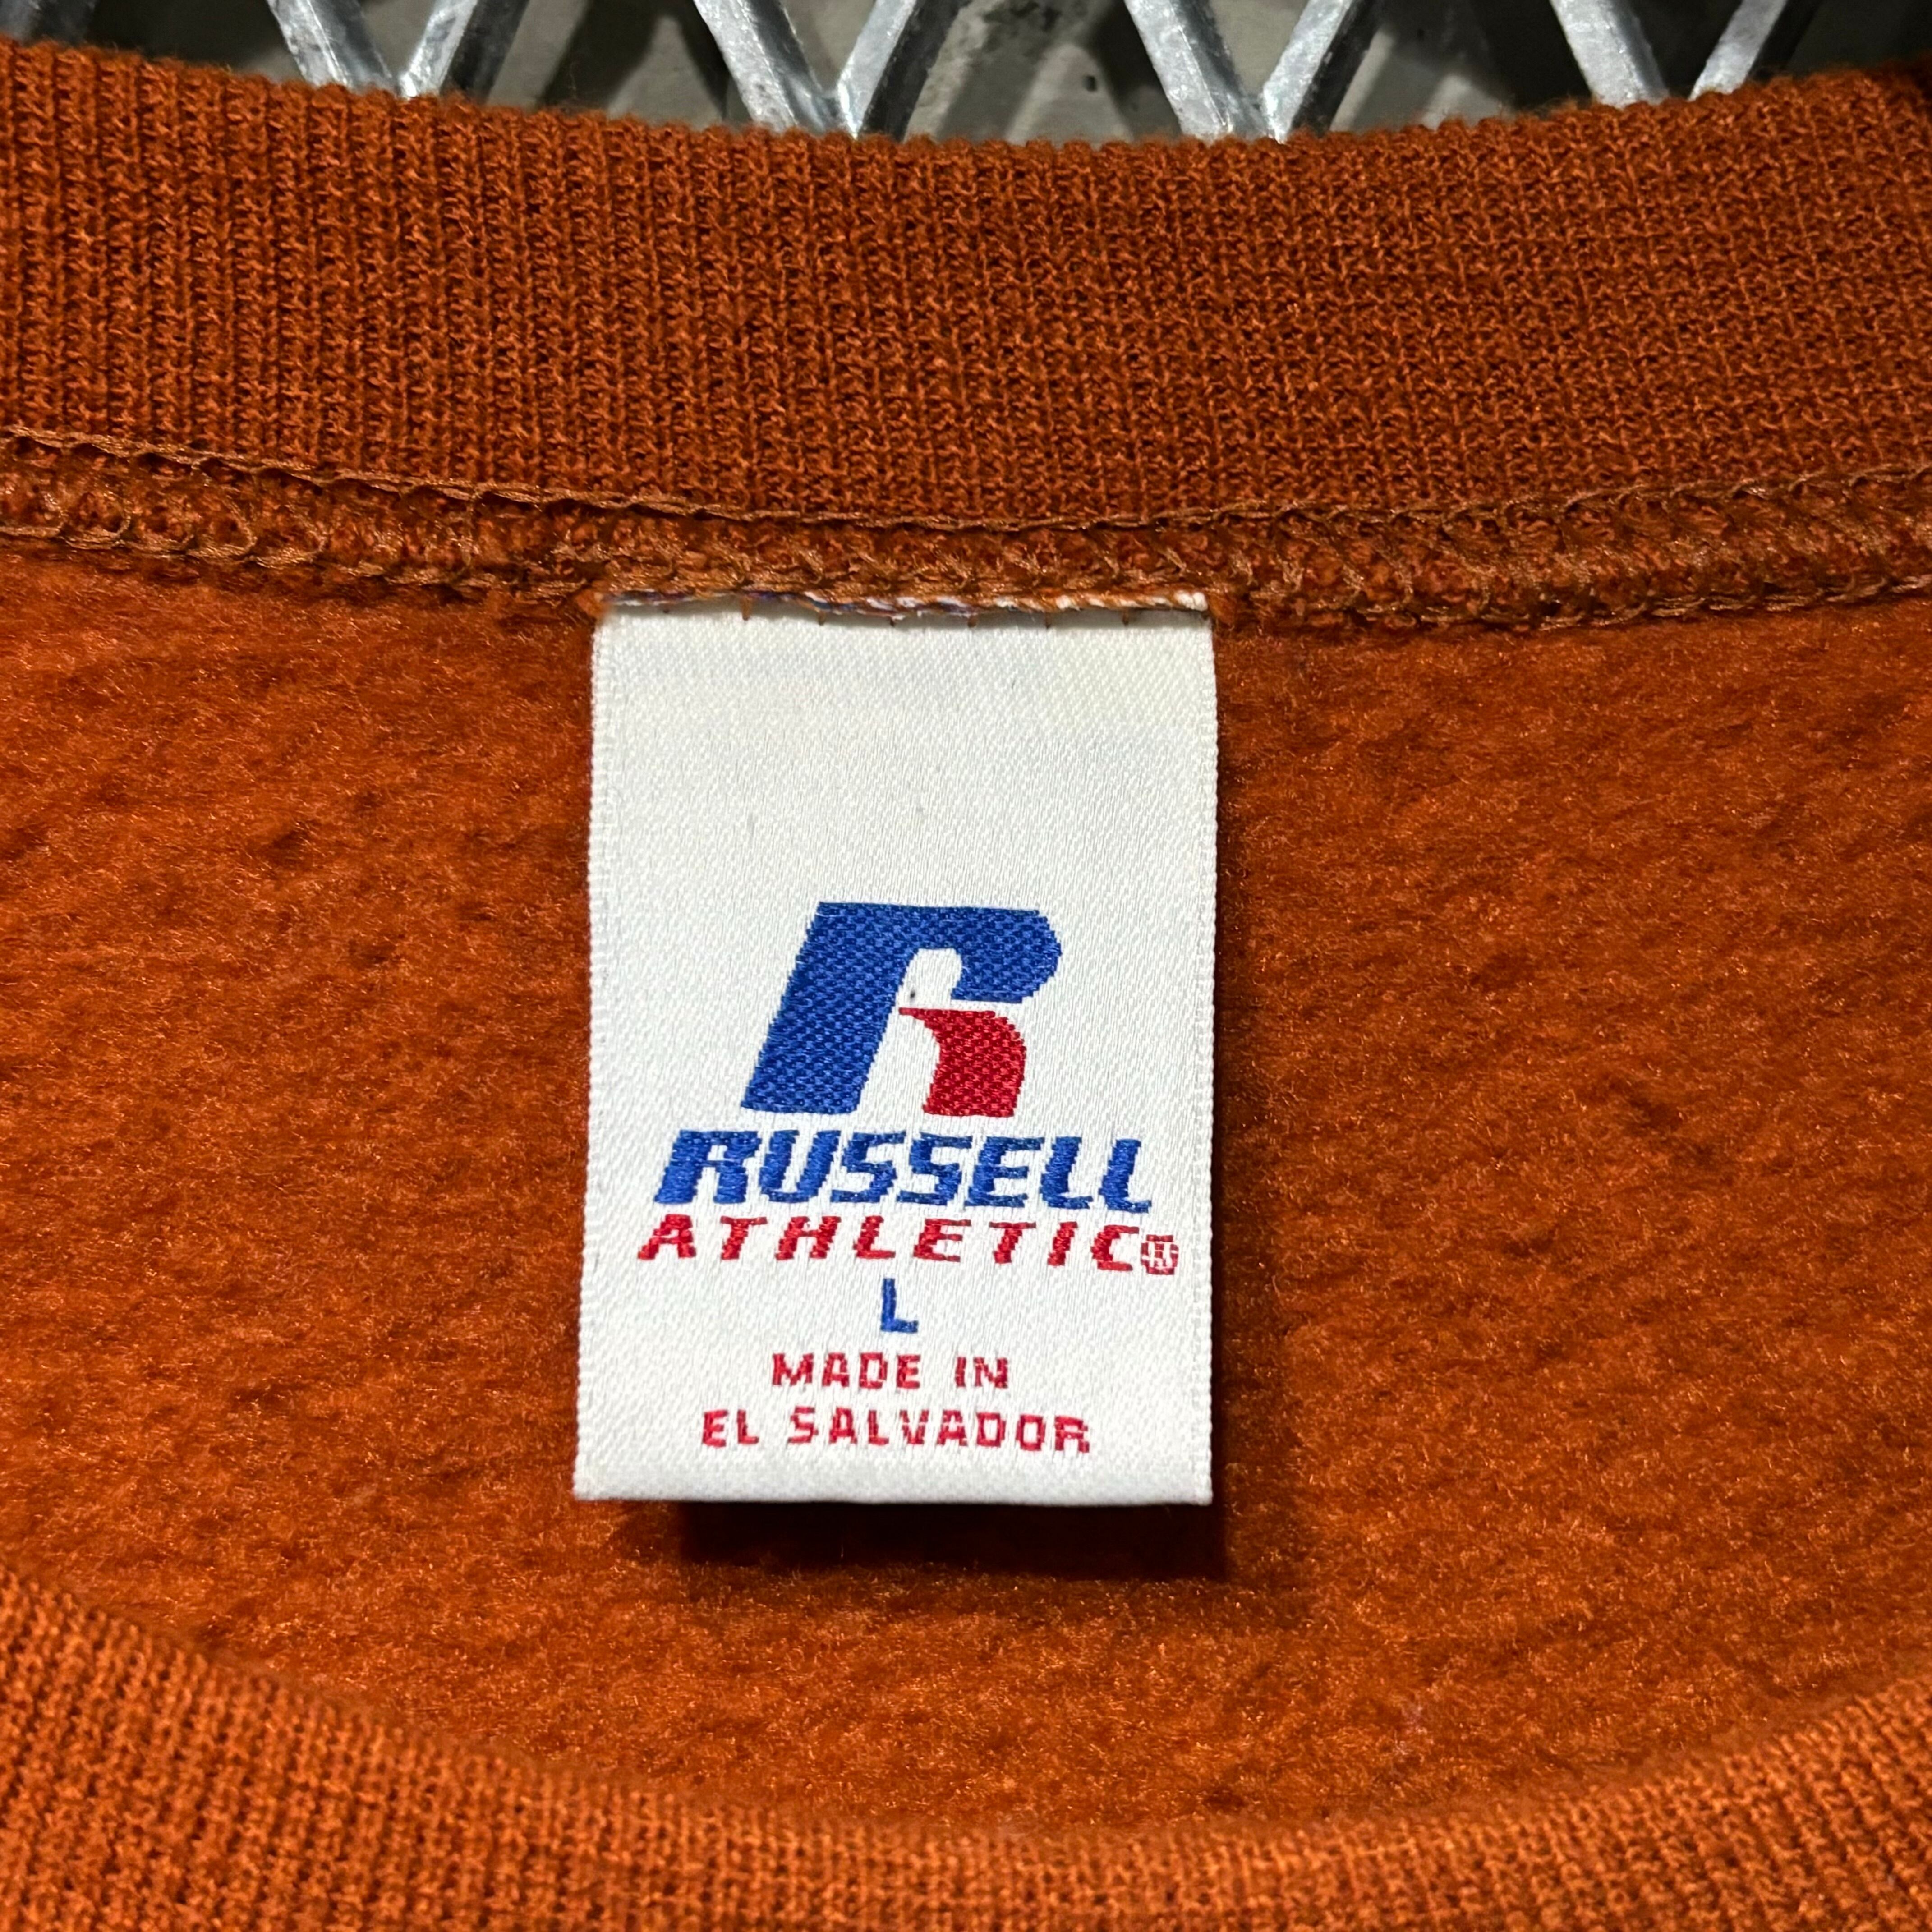 R
RUSSELL
ATHLETIC®
L
MADE IN
EL SALVADOR